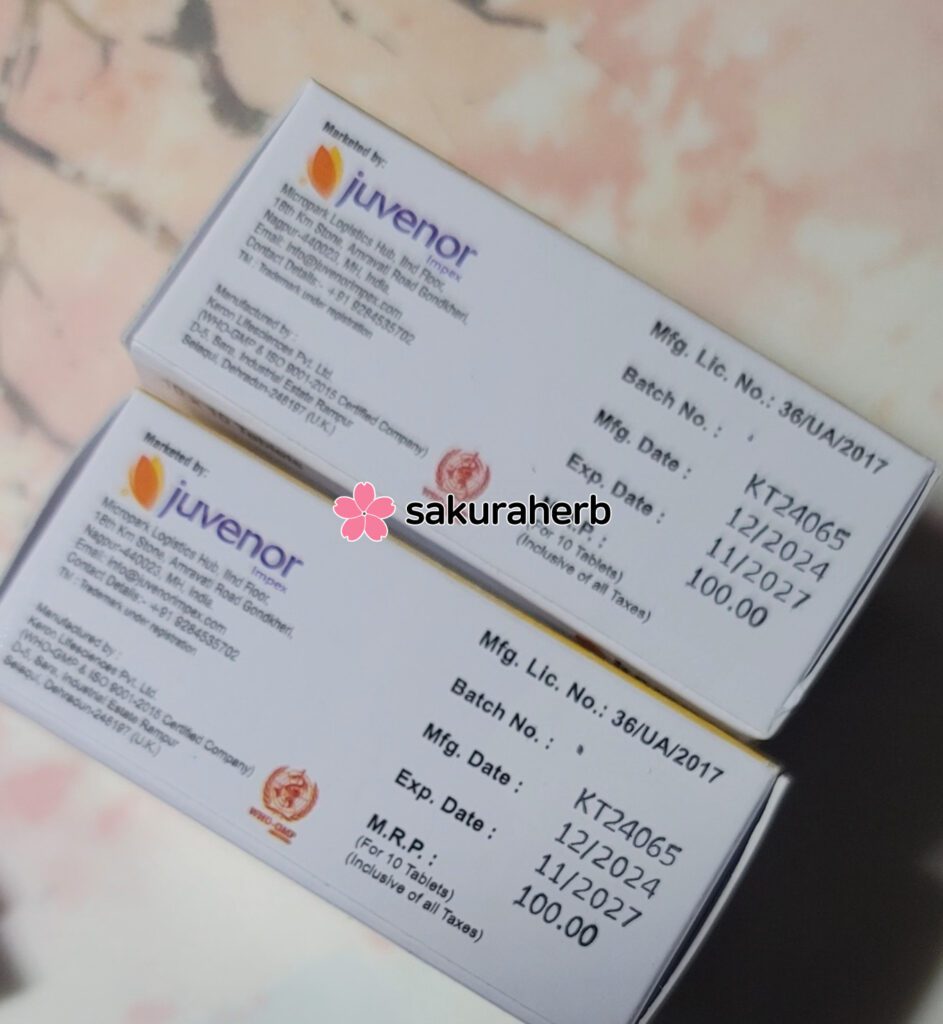 Marketed by:
juvenor
Impex
Micropark Logistics Hub, IInd Floor,
18th Km Stone, Amravati Road Gondkheri,
Nagpur-440023, MH, India.
Email: info@juvenorimpex.com
Contact Details:- +91 9284535702
TM : Trademark under registration
Manufactured by :
Keron Lifesciences Pvt. Ltd.
(WHO-GMP & ISO 9001-2015 Certified Company)
D-5, Bara, Industrial Estate Rampur
Selaqui, Dehradun-248197 (U.K.)
Mfg. Lic. No.: 36/UA/2017
Batch No. : KT24065
Mfg. Date : 12/2024
Exp. Date : 11/2027
100.00
(For 10 Tablets)
(Inclusive of all Taxes)
sakuraherb
Marketed by:
juvenor
Impex
Micropark Logistics Hub, IInd Floor,
18th Km Stone, Amravati Road Gondkheri,
Nagpur-440023, MH, India.
Email: info@juvenorimpex.com
Contact Details:- +91 9284535702
TM : Trademark under registration
Manufactured by :
Keron Lifesciences Pvt. Ltd.
(WHO-GMP & ISO 9001-2015 Certified Company)
D-5, Bara, Industrial Estate Rampur
Selaqui, Dehradun-248197 (U.K.)
WHO-GMP
Mfg. Lic. No.: 36/UA/2017
Batch No. : KT24065
Mfg. Date : 12/2024
Exp. Date : 11/2027
M.R.P. : 100.00
(For 10 Tablets)
(Inclusive of all Taxes)